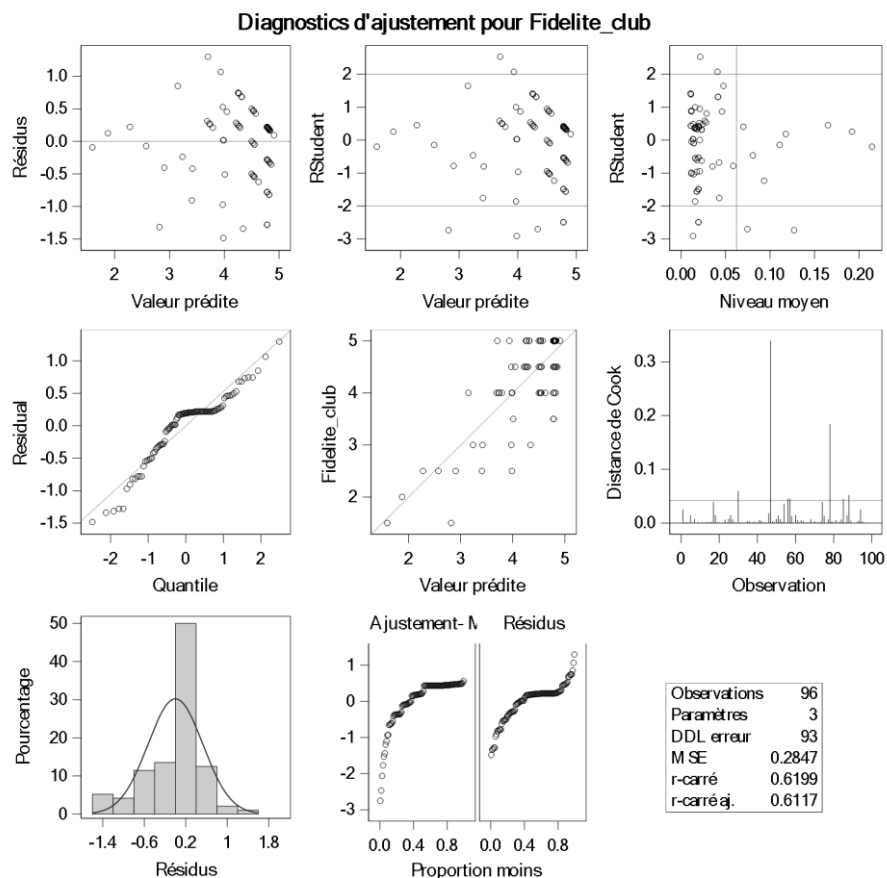 Diagnostics d'ajustement pour Fidelite_club
Résidus
1.0
0.5
0.0
-0.5
-1.0
-1.5
2 3 4 5
Valeur prédite
RStudent
2
1
0
-1
-2
-3
2 3 4 5
Valeur prédite
RStudent
2
1
0
-1
-2
-3
0.00 0.05 0.10 0.15 0.20
Niveau moyen
Residual
1.0
0.5
0.0
-0.5
-1.0
-1.5
-2 -1 0 1 2
Quantile
Fidelite_club
5
4
3
2
2 3 4 5
Valeur prédite
Distance de Cook
0.3
0.2
0.1
0.0
0 20 40 60 80 100
Observation
Pourcentage
50
40
30
20
10
0
-1.4 -0.6 0.2 1 1.8
Résidus
Ajustement-M
Résidus
1
0
-1
-2
-3
0.0 0.4 0.8 0.0 0.4 0.8
Proportion moins
Observations 96
Paramètres 3
DDL erreur 93
MSE 0.2847
r-carré 0.6199
r-carré aj. 0.6117